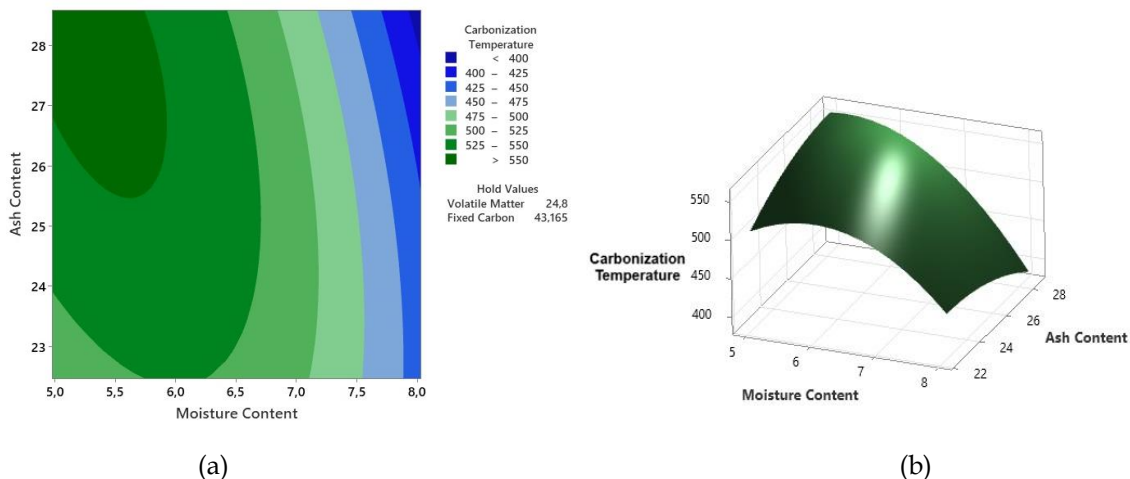 Carbonization
Temperature
< 400
400 – 425
425 – 450
450 – 475
475 – 500
500 – 525
525 – 550
> 550
Hold Values
Volatile Matter 24,8
Fixed Carbon 43,165
Ash Content
28
27
26
25
24
23
5,0 5,5 6,0 6,5 7,0 7,5 8,0
Moisture Content
(a)
550
500
450
400
Carbonization
Temperature
5 6 7 8
Moisture Content
22 24 26 28
Ash Content
(b)